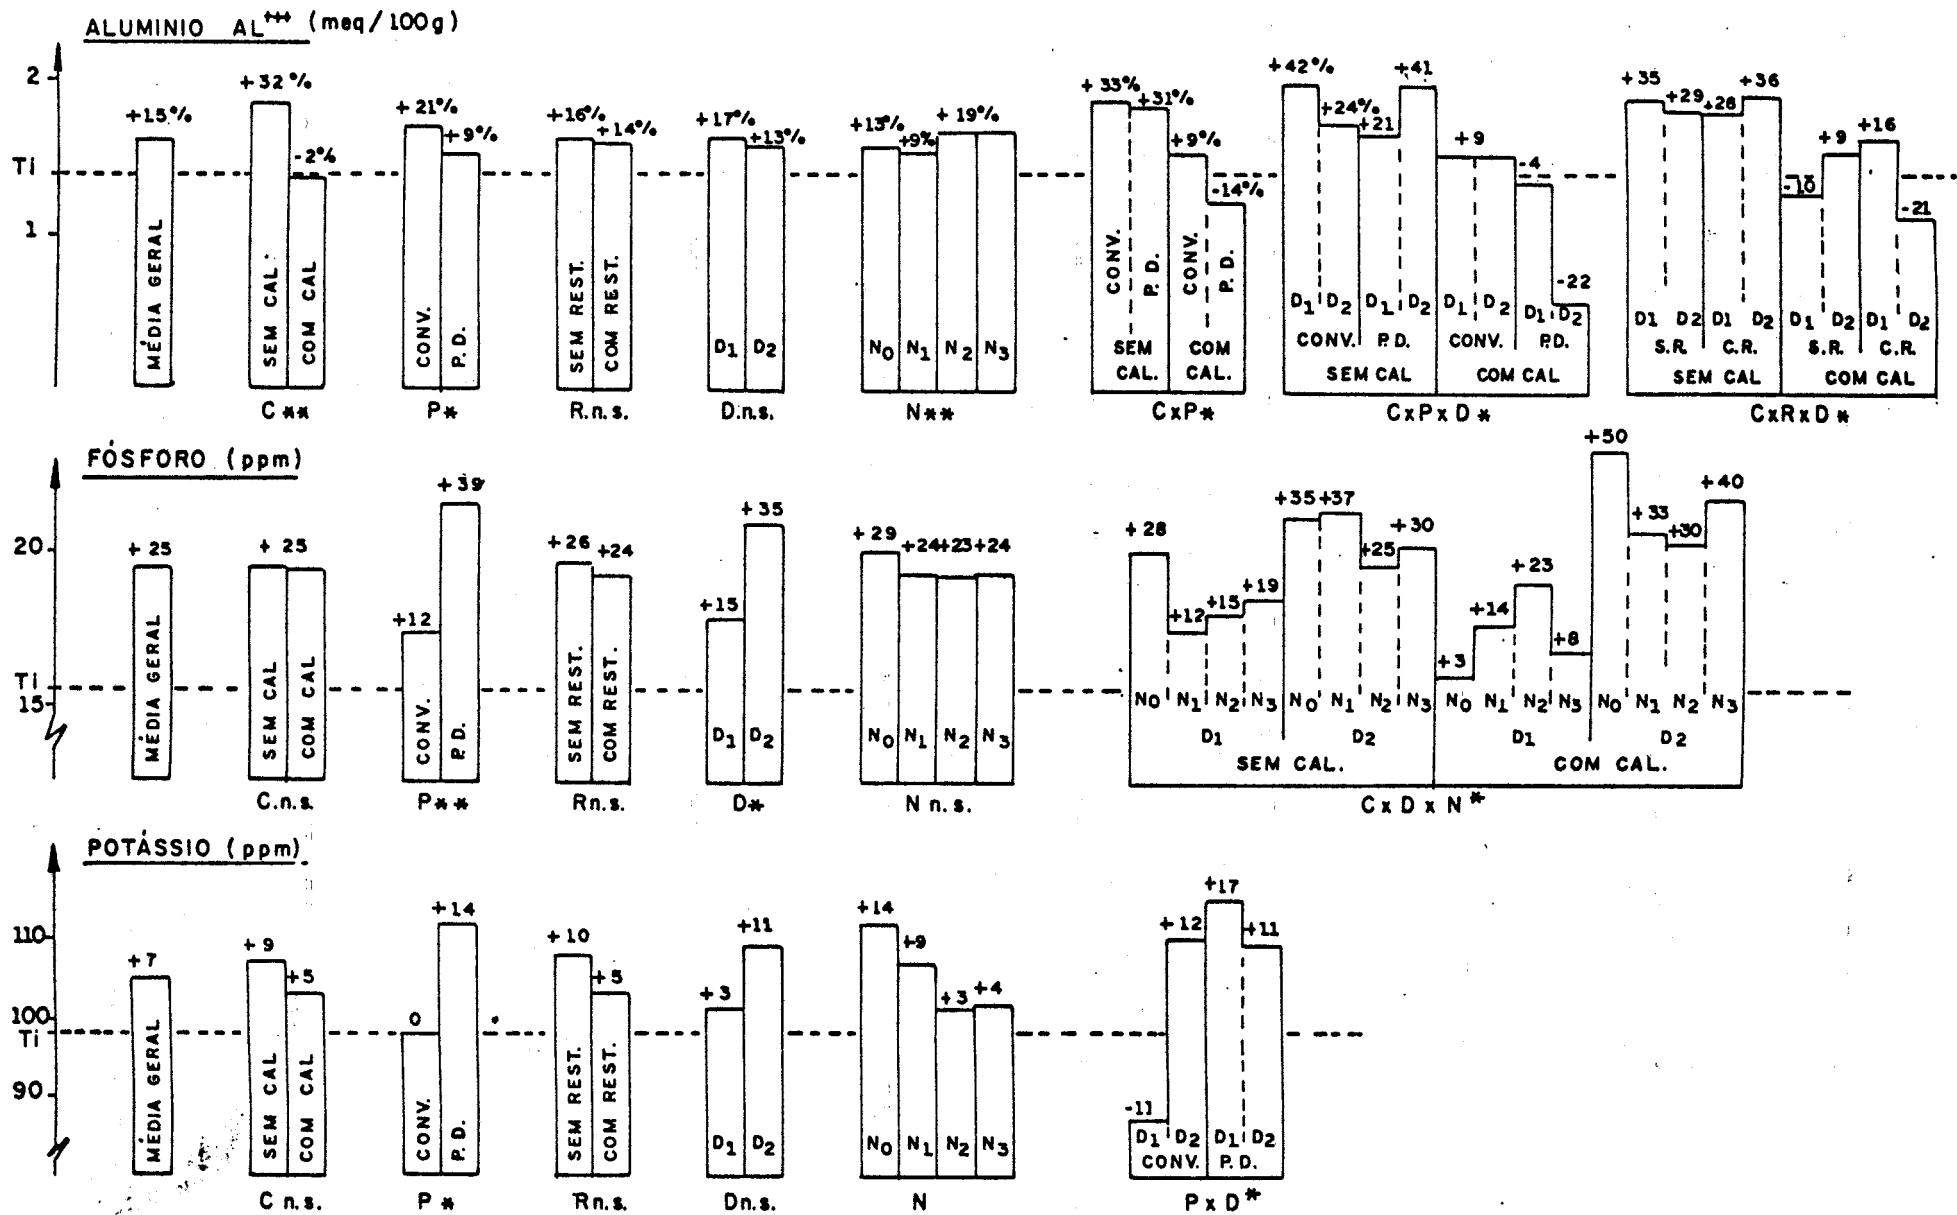 ALUMINIO AL+++ (meq/100g)
2
Ti
1
+15%
+32% -2%
+21% +9%
+16% +14%
+17% +13%
+13% +9% +19%
+33% +31% +9% -14%
+42% +24% +21 +41 +9 -4 -22
+35 +29 +28 +36 -10 +9 +16 -21
MÉDIA GERAL
SEM CAL. COM CAL
CONV. P.D.
SEM REST. COM REST.
D1 D2
N0 N1 N2 N3
CONV. P.D. CONV. P.D.
SEM CAL. COM CAL.
D1 D2 D1 D2 D1 D2 D1 D2
CONV. P.D. CONV. P.D.
SEM CAL COM CAL
D1 D2 D1 D2 D1 D2 D1 D2
S.R. C.R. S.R. C.R.
SEM CAL COM CAL
C** P* R.n.s. D.n.s. N** CxP* CxPxD* CxRxD*
FÓSFORO (ppm)
20
Ti
15
+25
+25
+12 +39
+26 +24
+15 +35
+29 +24 +23 +24
+28 +12 +15 +19 +35 +37 +25 +30 +3 +14 +23 +8 +50 +33 +30 +40
MÉDIA GERAL
SEM CAL COM CAL
CONV. P.D.
SEM REST. COM REST.
D1 D2
N0 N1 N2 N3
N0 N1 N2 N3 N0 N1 N2 N3 N0 N1 N2 N3 N0 N1 N2 N3
D1 D2 D1 D2
SEM CAL. COM CAL.
C.n.s. P** Rn.s. D* N n.s. CxDxN*
POTÁSSIO (ppm)
110
100
Ti
90
+7
+9 +5
0 +14
+10 +5
+3 +11
+14 +9 +3 +4
-11 +12 +17 +11
MÉDIA GERAL
SEM CAL COM CAL
CONV. P.D.
SEM REST. COM REST.
D1 D2
N0 N1 N2 N3
D1 D2 D1 D2
CONV. P.D.
C n.s. P* Rn.s. Dn.s. N PxD*